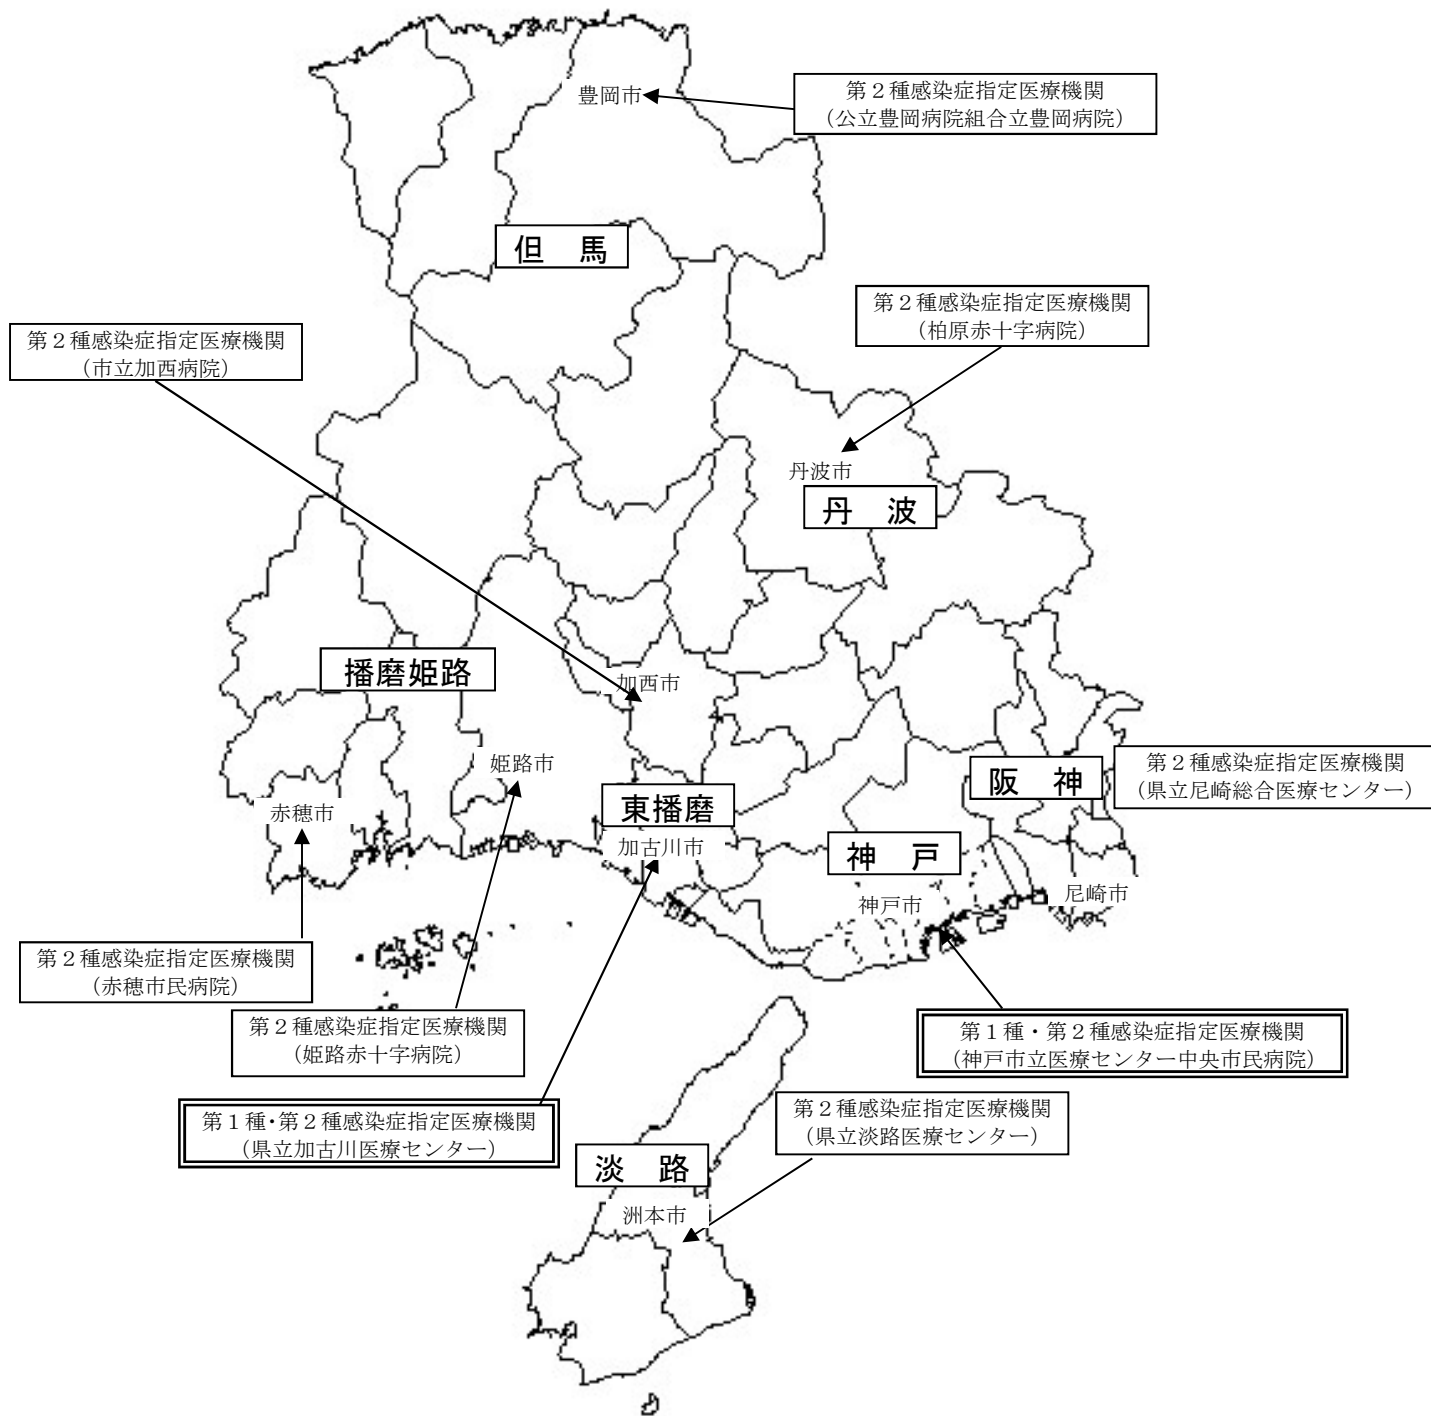 豊岡市
第２種感染症指定医療機関
（公立豊岡病院組合立豊岡病院）
但　馬
第２種感染症指定医療機関
（柏原赤十字病院）
第２種感染症指定医療機関
（市立加西病院）
丹波市
丹　波
播磨姫路
加西市
姫路市
阪　神
第２種感染症指定医療機関
（県立尼崎総合医療センター）
赤穂市
東播磨
加古川市
神　戸
神戸市
尼崎市
第２種感染症指定医療機関
（赤穂市民病院）
第２種感染症指定医療機関
（姫路赤十字病院）
第１種・第２種感染症指定医療機関
（神戸市立医療センター中央市民病院）
第１種・第２種感染症指定医療機関
（県立加古川医療センター）
第２種感染症指定医療機関
（県立淡路医療センター）
淡　路
洲本市